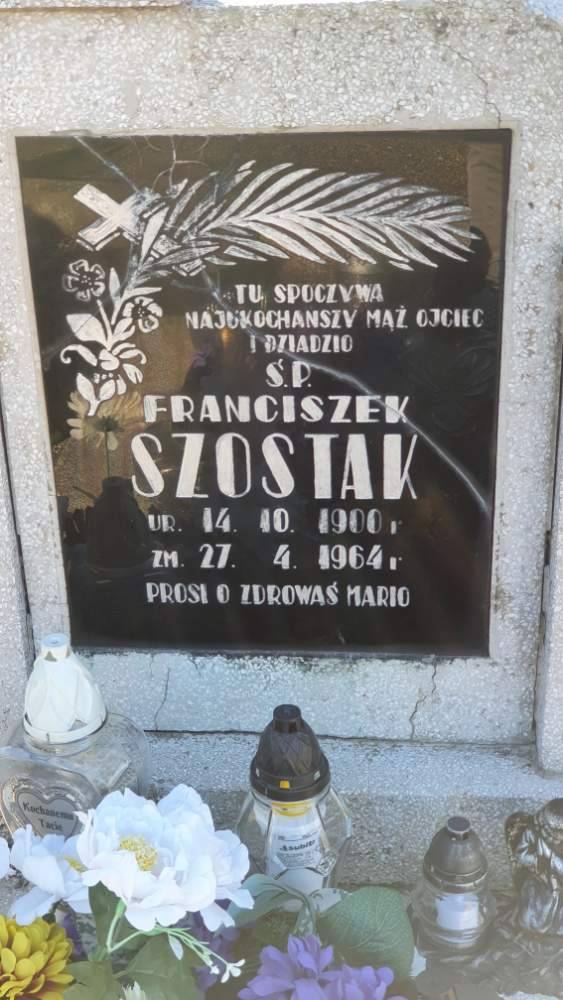 TU SPOCZYWA
NAJUKOCHANSZY MĄŻ OJCIEC
I DZIADZIO
Ś.P.
FRANCISZEK
SZOSTAK
UR. 14. 10. 1900 r
ZM. 27. 4. 1964 r
PROSI O ZDROWAŚ MARIO
Kochanemu
Tacie
subito